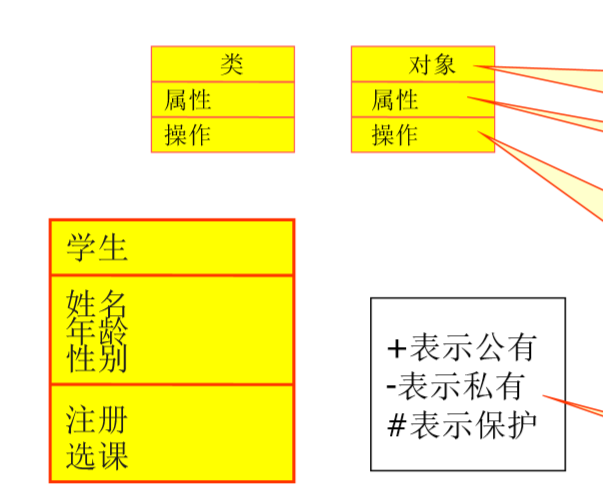 类
属性
操作
对象
属性
操作
学生
姓名
年龄
性别
注册
选课
+表示公有
-表示私有
#表示保护